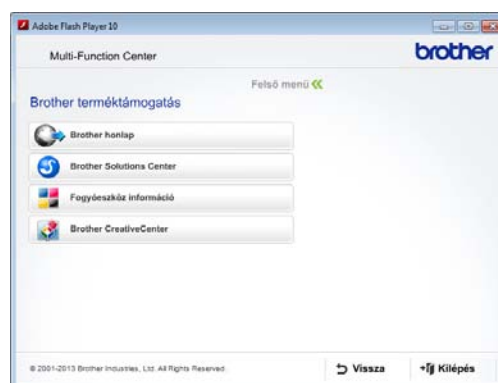 Adobe Flash Player 10
Multi-Function Center
brother
Felső menü
Brother terméktámogatás
Brother honlap
Brother Solutions Center
Fogyóeszköz információ
Brother CreativeCenter
© 2001-2013 Brother Industries, Ltd. All Rights Reserved.
Vissza
Kilépés